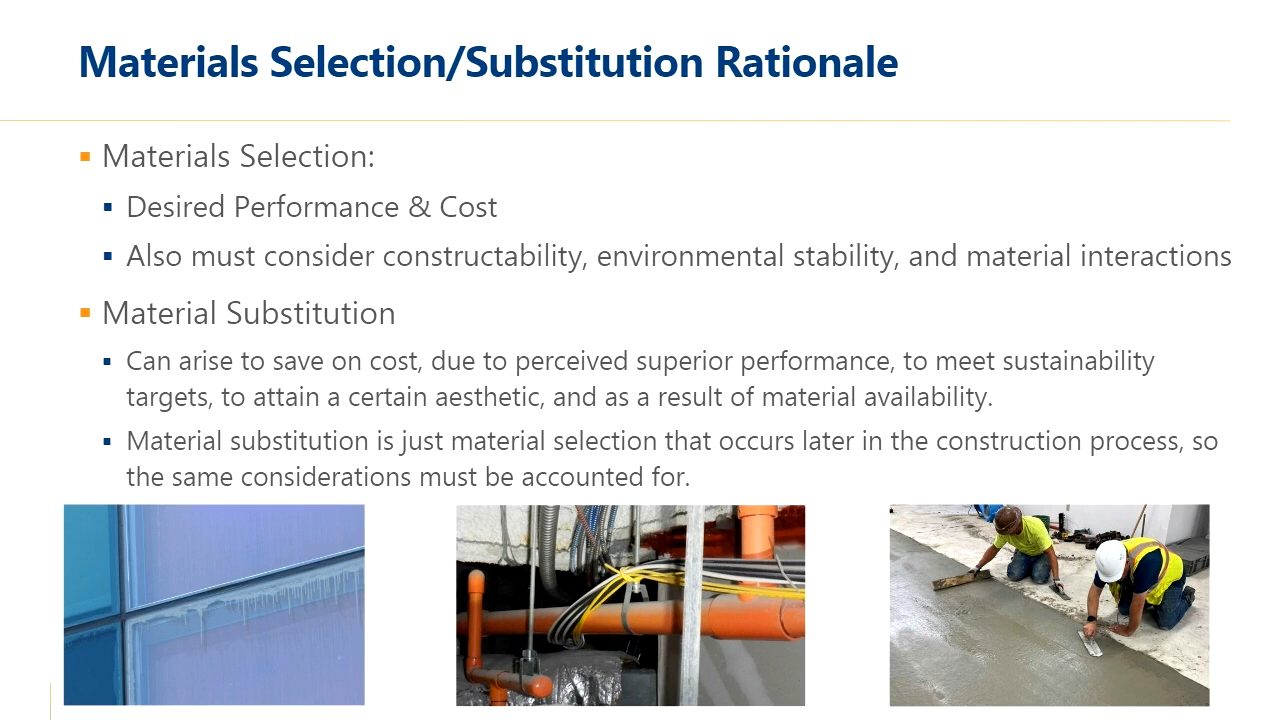 Materials Selection/Substitution Rationale
Materials Selection:
Desired Performance & Cost
Also must consider constructability, environmental stability, and material interactions
Material Substitution
Can arise to save on cost, due to perceived superior performance, to meet sustainability
targets, to attain a certain aesthetic, and as a result of material availability.
Material substitution is just material selection that occurs later in the construction process, so
the same considerations must be accounted for.